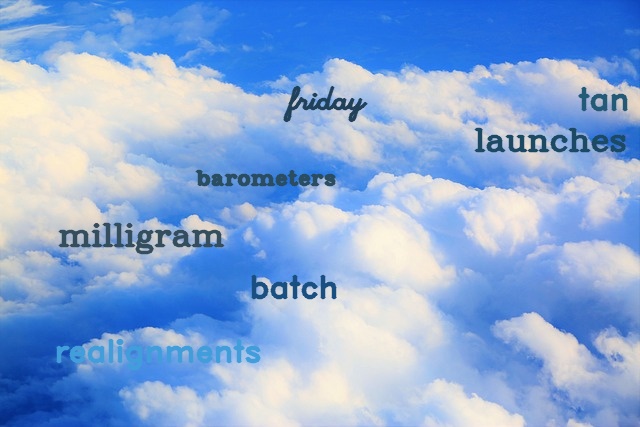 friday
tan
launches
barometers
milligram
batch
realignments